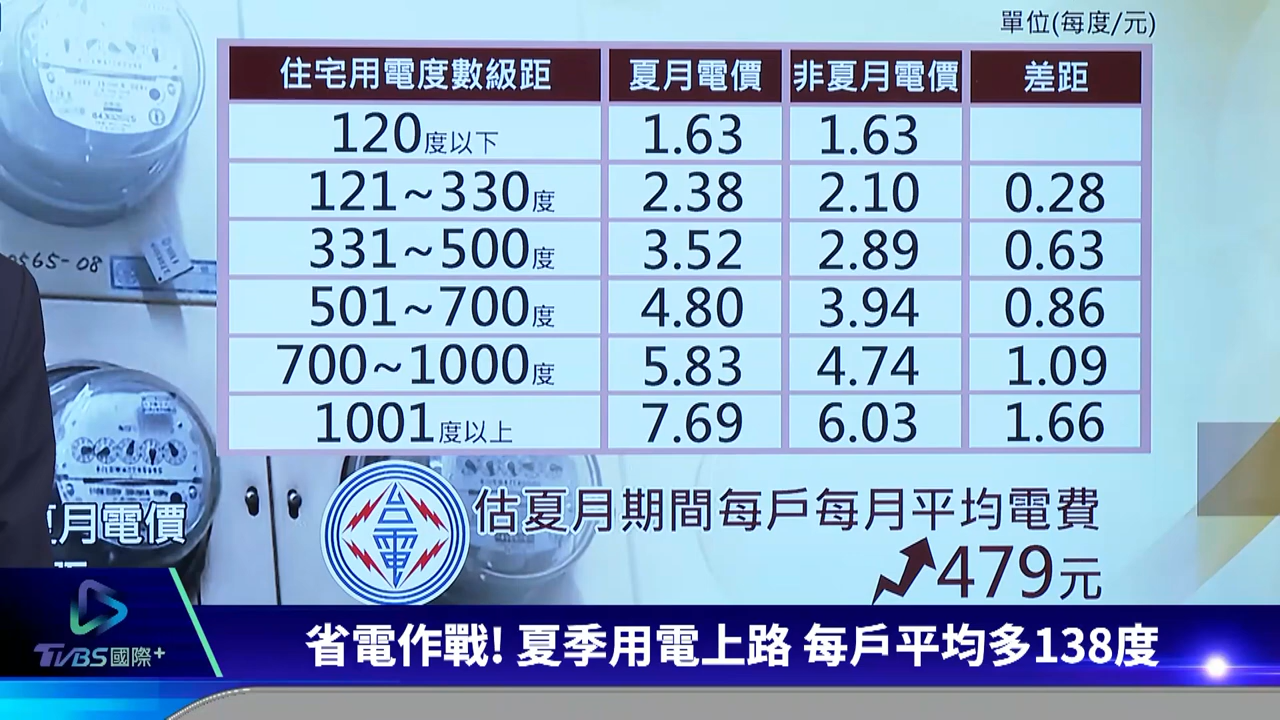 單位(每度/元)
住宅用電度數級距 夏月電價 非夏月電價 差距
120度以下 1.63 1.63
121~330度 2.38 2.10 0.28
331~500度 3.52 2.89 0.63
501~700度 4.80 3.94 0.86
700~1000度 5.83 4.74 1.09
1001度以上 7.69 6.03 1.66
565-08
估夏月期間每戶每月平均電費
479元
月電價
省電作戰! 夏季用電上路 每戶平均多138度
TVBS國際+